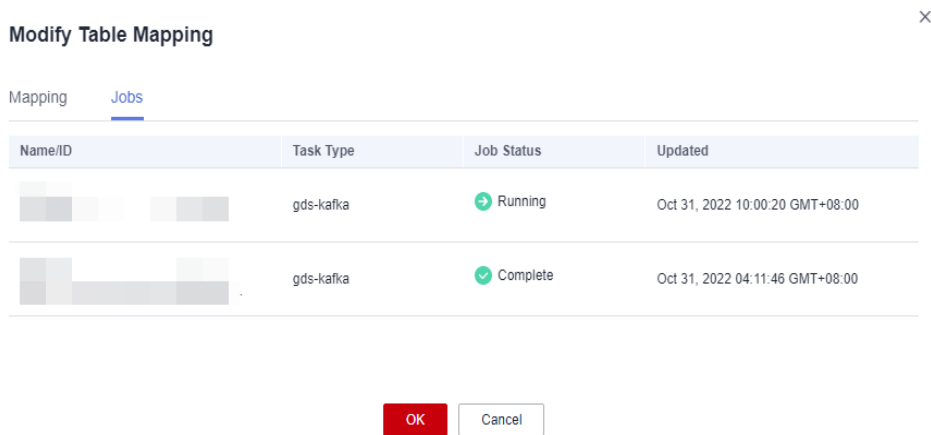 Modify Table Mapping
Mapping Jobs
Name/ID Task Type Job Status Updated
gds-kafka Running Oct 31, 2022 10:00:20 GMT+08:00
gds-kafka Complete Oct 31, 2022 04:11:46 GMT+08:00
OK Cancel